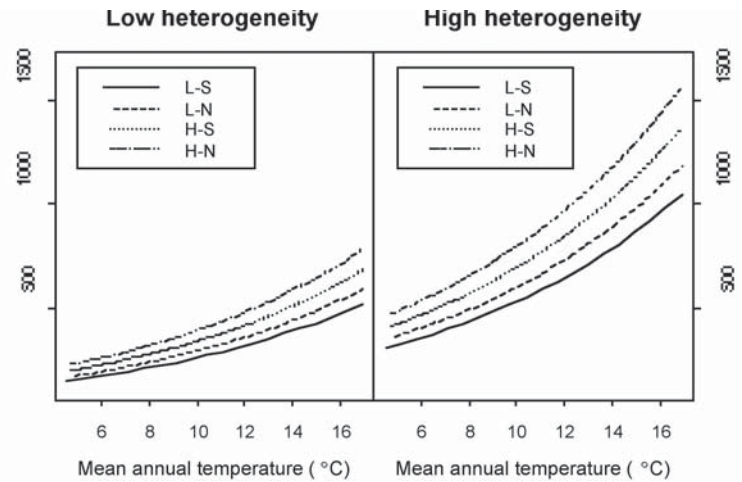 Low heterogeneity
High heterogeneity
1500
1000
500
L-S
L-N
H-S
H-N
L-S
L-N
H-S
H-N
1500
1000
500
6 8 10 12 14 16
6 8 10 12 14 16
Mean annual temperature ( °C)
Mean annual temperature ( °C)